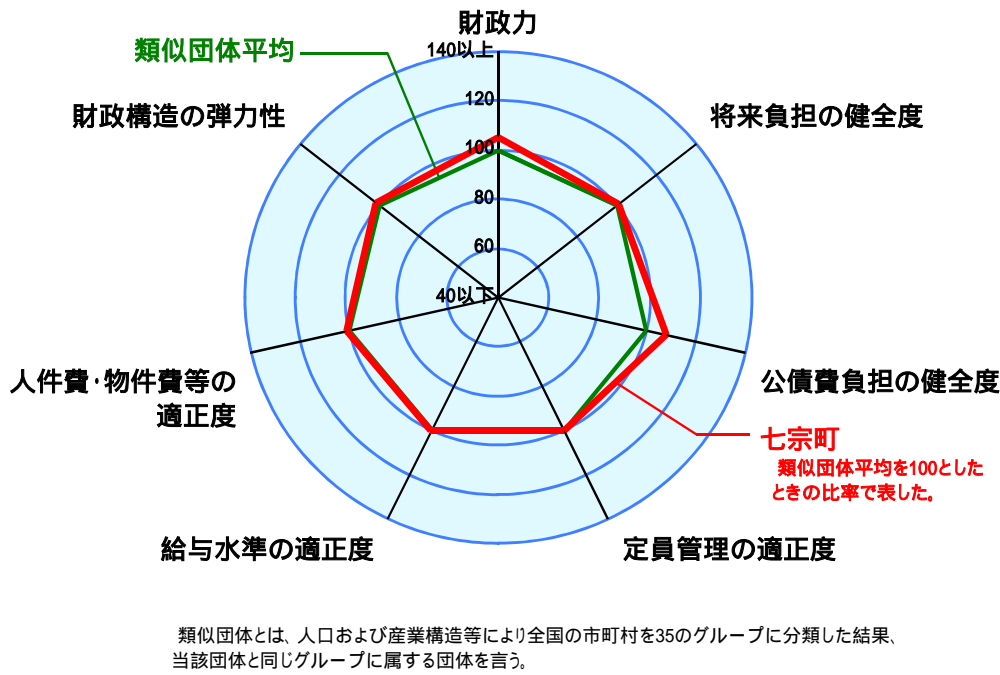 財政力
140以上
類似団体平均
120
財政構造の弾力性
将来負担の健全度
100
80
60
40以下
人件費・物件費等の
適正度
公債費負担の健全度
七宗町
類似団体平均を100とした
ときの比率で表した。
給与水準の適正度
定員管理の適正度
類似団体とは、人口および産業構造等により全国の市町村を35のグループに分類した結果、
当該団体と同じグループに属する団体を言う。